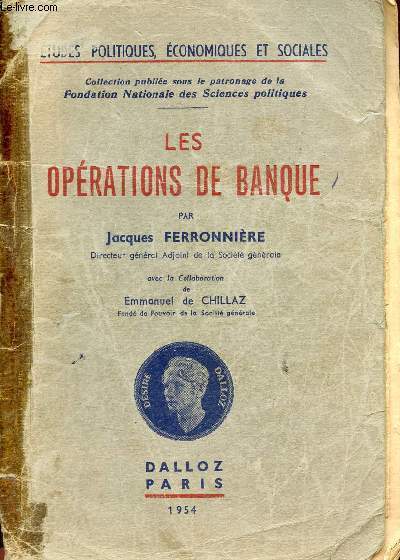 www.le-livre.com
ÉTUDES POLITIQUES, ÉCONOMIQUES ET SOCIALES
Collection publiée sous le patronage de la
Fondation Nationale des Sciences politiques
LES
OPÉRATIONS DE BANQUE
PAR
Jacques FERRONNIÈRE
Directeur général Adjoint de la Société générale
avec la Collaboration
de
Emmanuel de CHILLAZ
Fondé de Pouvoir de la Société générale
DÉSIRÉ DALLOZ
DALLOZ
PARIS
1954